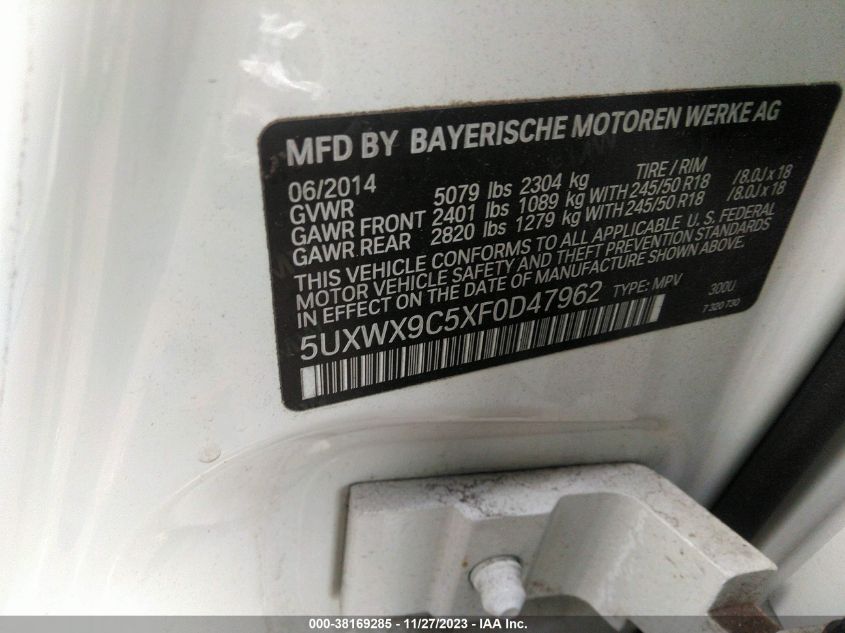 MFD BY BAYERISCHE MOTOREN WERKE AG
06/2014 TIRE / RIM
GVWR 5079 lbs 2304 kg
GAWR FRONT 2401 lbs 1089 kg WITH 245/50 R18 /8.0J x 18
GAWR REAR 2820 lbs 1279 kg WITH 245/50 R18 /8.0J x 18
THIS VEHICLE CONFORMS TO ALL APPLICABLE U. S. FEDERAL
MOTOR VEHICLE SAFETY AND THEFT PREVENTION STANDARDS
IN EFFECT ON THE DATE OF MANUFACTURE SHOWN ABOVE.
5UXWX9C5XF0D47962 TYPE: MPV 300U
7 320 730
000-38169285 - 11/27/2023 - IAA Inc.